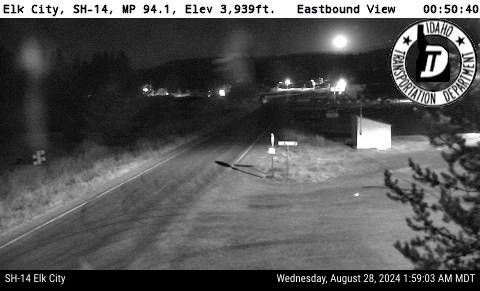 Elk City, SH-14, MP 94.1, Elev 3,939ft. Eastbound View 00:50:40
IDAHO
TRANSPORTATION DEPARTMENT
SH-14 Elk City Wednesday, August 28, 2024 1:59:03 AM MDT